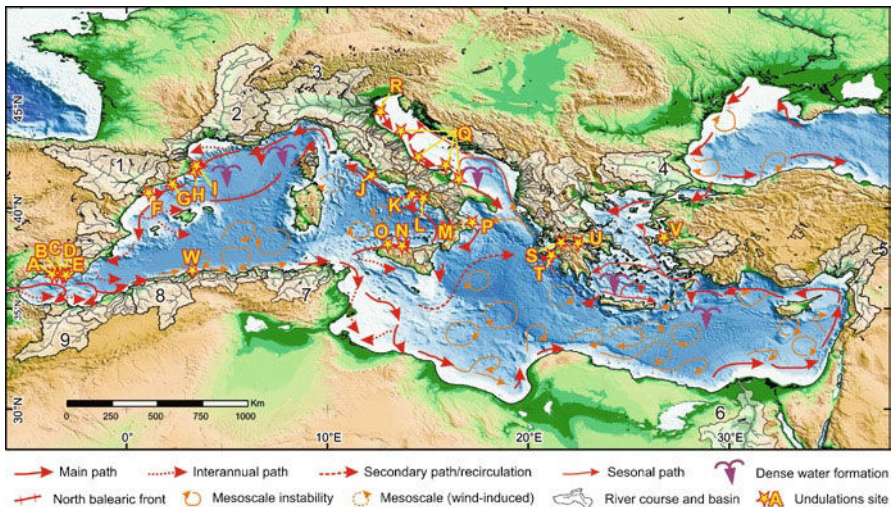 R
3
2
Q
45°N
1
4
I
G H
F
J
K
40°N
L
P
M
O N
V
S
U
T
C
B D
A E
W
5
8
7
35°N
9
0 250 500 750 1000 Km
6
30°N
0° 10°E 20°E 30°E
Main path Interannual path Secondary path/recirculation Sesonal path Dense water formation
North balearic front Mesoscale instability Mesoscale (wind-induced) River course and basin A Undulations site